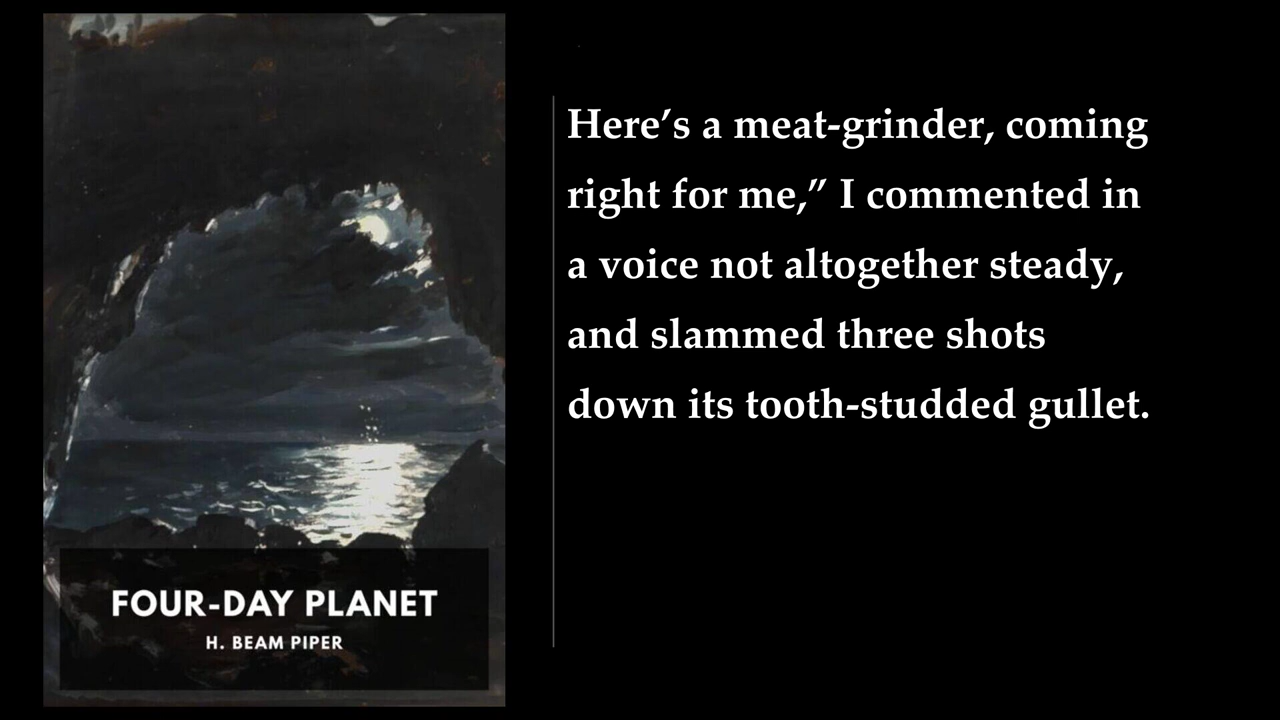 FOUR-DAY PLANET
H. BEAM PIPER
Here’s a meat-grinder, coming
right for me,” I commented in
a voice not altogether steady,
and slammed three shots
down its tooth-studded gullet.